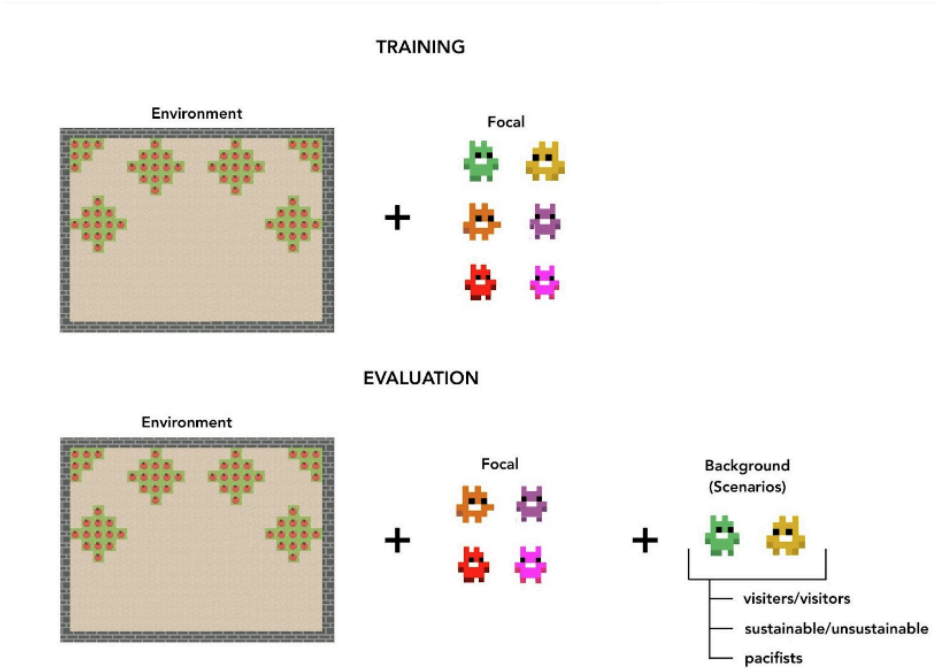 TRAINING
Environment
Focal
+
EVALUATION
Environment
Focal
Background
(Scenarios)
+
+
visiters/visitors
sustainable/unsustainable
pacifists